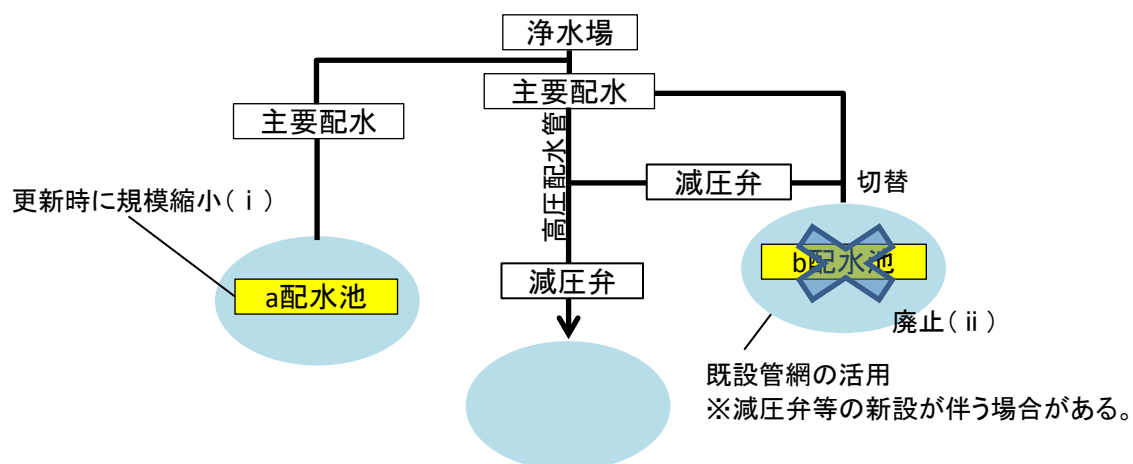 浄水場
主要配水
主要配水
高圧配水管
減圧弁
切替
更新時に規模縮小（ⅰ）
b配水池
減圧弁
a配水池
廃止（ⅱ）
既設管網の活用
※減圧弁等の新設が伴う場合がある。